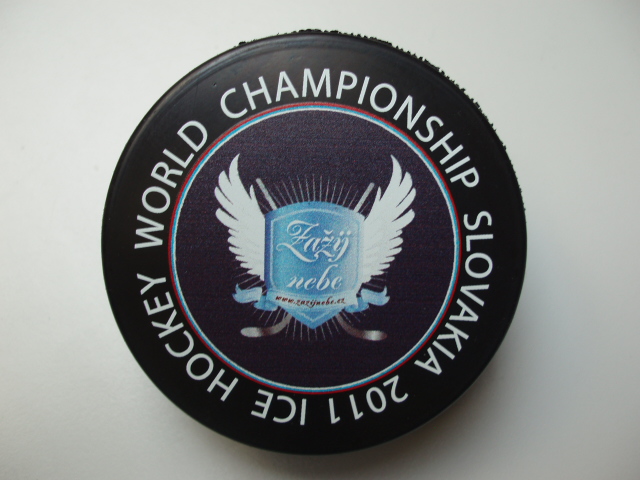 ICE HOCKEY WORLD CHAMPIONSHIP SLOVAKIA 2011
Zažij
nebe
www.zazijnebe.cz